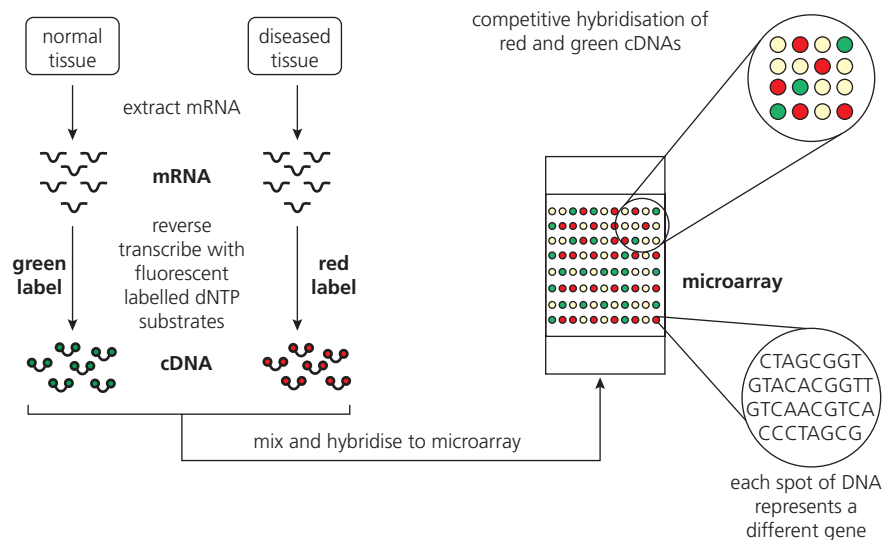 normal
tissue
diseased
tissue
extract mRNA
mRNA
reverse
transcribe with
fluorescent
labelled dNTP
substrates
green
label
red
label
cDNA
mix and hybridise to microarray
competitive hybridisation of
red and green cDNAs
microarray
CTAGCGGT
GTACACGGTT
GTCAACGTCA
CCCTAGCG
each spot of DNA
represents a
different gene